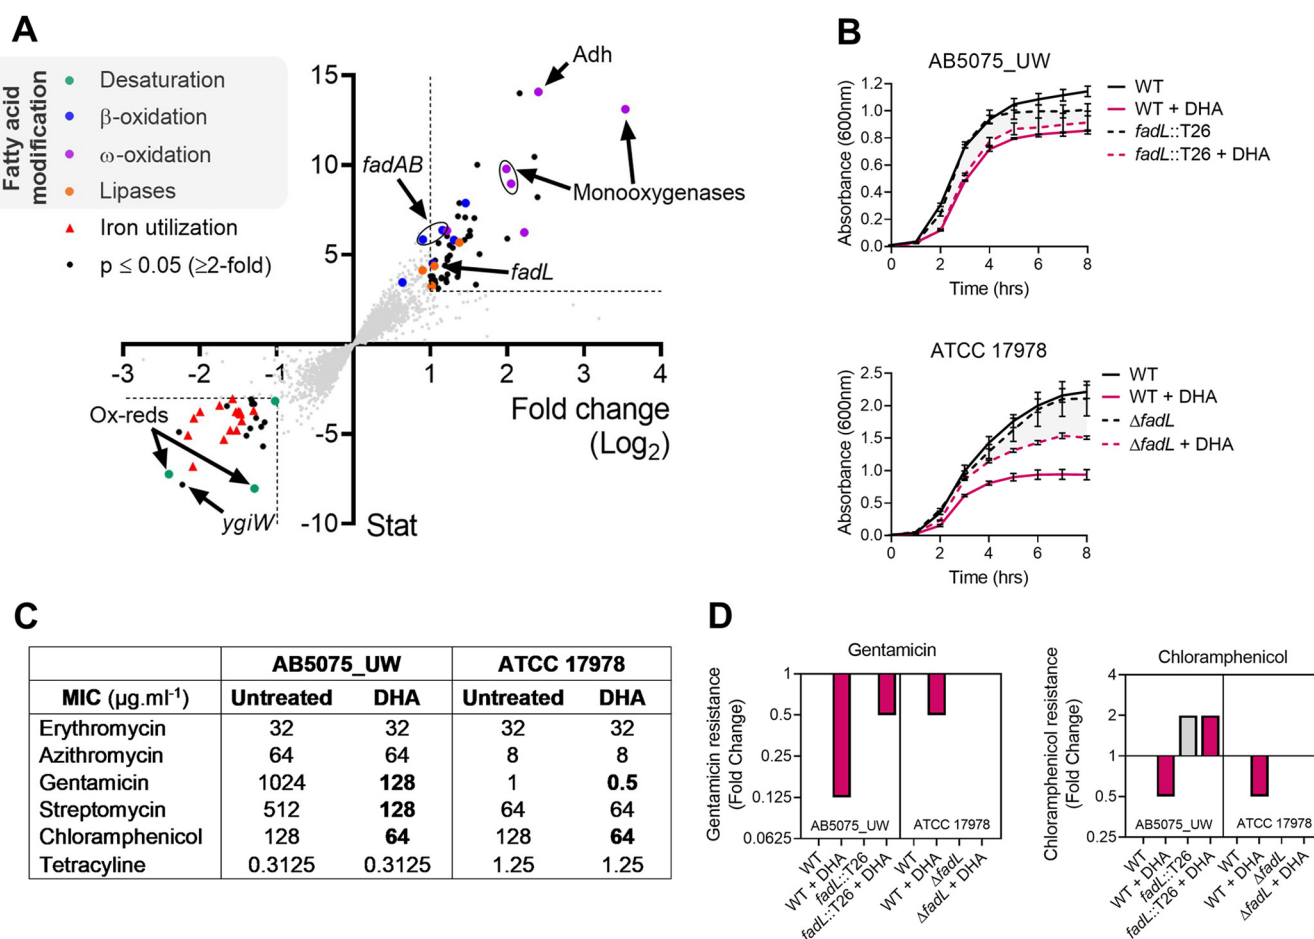 A
Fatty acid
modification
Desaturation
β-oxidation
ω-oxidation
Lipases
Iron utilization
p ≤ 0.05 (≥2-fold)
Adh
fadAB
Monooxygenases
fadL
15
10
5
-5
-10
-3 -2 -1 1 2 3 4
Ox-reds
ygiW
Fold change
(Log2)
Stat
B
AB5075_UW
Absorbance (600nm)
1.2
1.0
0.8
0.6
0.4
0.2
0.0
0 2 4 6 8
Time (hrs)
WT
WT + DHA
fadL::T26
fadL::T26 + DHA
ATCC 17978
Absorbance (600nm)
2.5
2.0
1.5
1.0
0.5
0.0
0 2 4 6 8
Time (hrs)
WT
WT + DHA
ΔfadL
ΔfadL + DHA
C
AB5075_UW ATCC 17978
MIC (µg.ml-1) Untreated DHA Untreated DHA
Erythromycin 32 32 32 32
Azithromycin 64 64 8 8
Gentamicin 1024 128 1 0.5
Streptomycin 512 128 64 64
Chloramphenicol 128 64 128 64
Tetracyline 0.3125 0.3125 1.25 1.25
D
Gentamicin
Gentamicin resistance
(Fold Change)
1
0.5
0.25
0.125
0.0625
AB5075_UW ATCC 17978
WT
WT + DHA
fadL::T26
fadL::T26 + DHA
WT
WT + DHA
ΔfadL
ΔfadL + DHA
Chloramphenicol
Chloramphenicol resistance
(Fold Change)
4
2
1
0.5
0.25
AB5075_UW ATCC 17978
WT
WT + DHA
fadL::T26
fadL::T26 + DHA
WT
WT + DHA
ΔfadL
ΔfadL + DHA